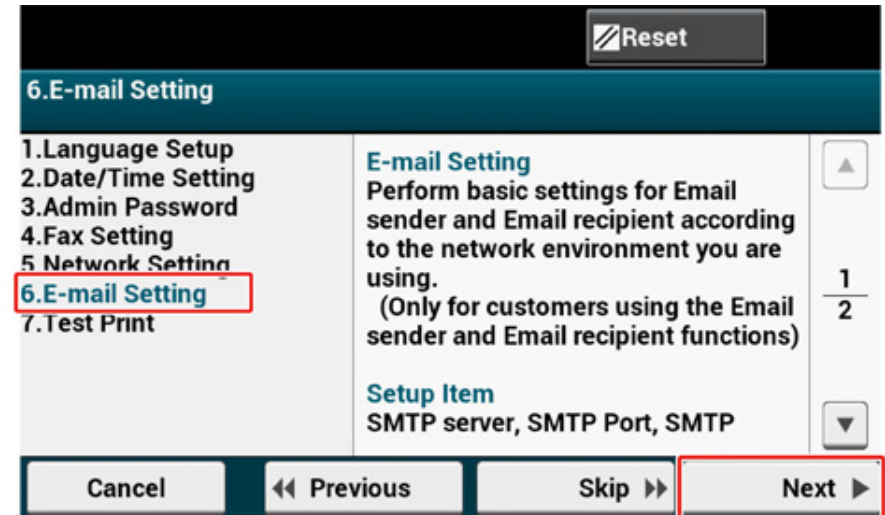 Reset
6.E-mail Setting
1.Language Setup
2.Date/Time Setting
3.Admin Password
4.Fax Setting
5.Network Setting
6.E-mail Setting
7.Test Print
E-mail Setting
Perform basic settings for Email
sender and Email recipient according
to the network environment you are
using.
(Only for customers using the Email
sender and Email recipient functions)
Setup Item
SMTP server, SMTP Port, SMTP
1
2
Cancel
Previous
Skip
Next